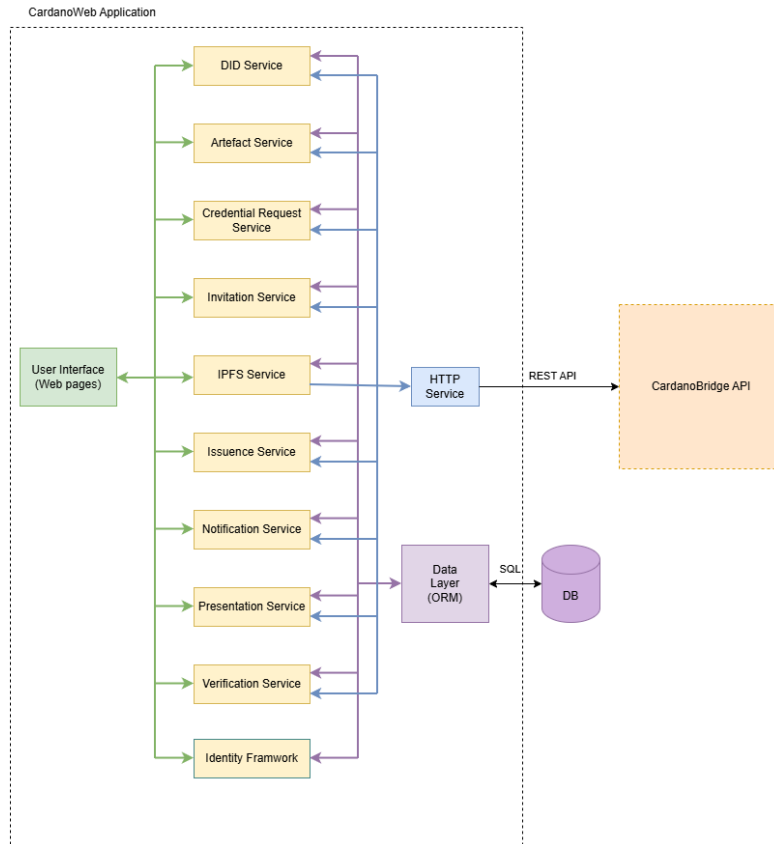 CardanoWeb Application
DID Service
Artefact Service
Credential Request
Service
Invitation Service
User Interface
(Web pages)
IPFS Service
HTTP
Service
REST API
CardanoBridge API
Issuence Service
Notification Service
Data
Layer
(ORM)
SQL
DB
Presentation Service
Verification Service
Identity Framwork